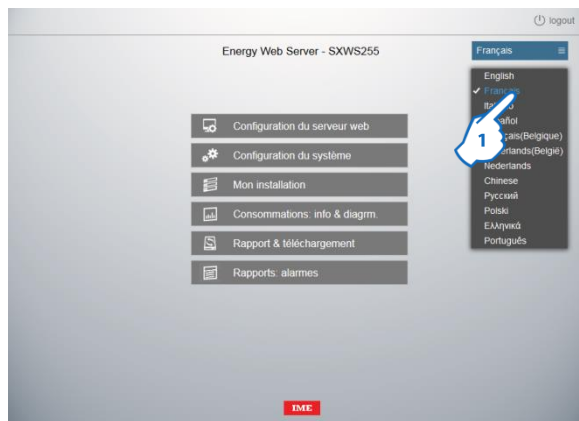 logout
Energy Web Server - SXWS255
Français
English
Français
Nederlands
Chinese
Русский
Polski
Ελληνικά
Português
1
Configuration du serveur web
Configuration du système
Mon installation
Consommations: info & diagrm.
Rapport & téléchargement
Rapports: alarmes
IME